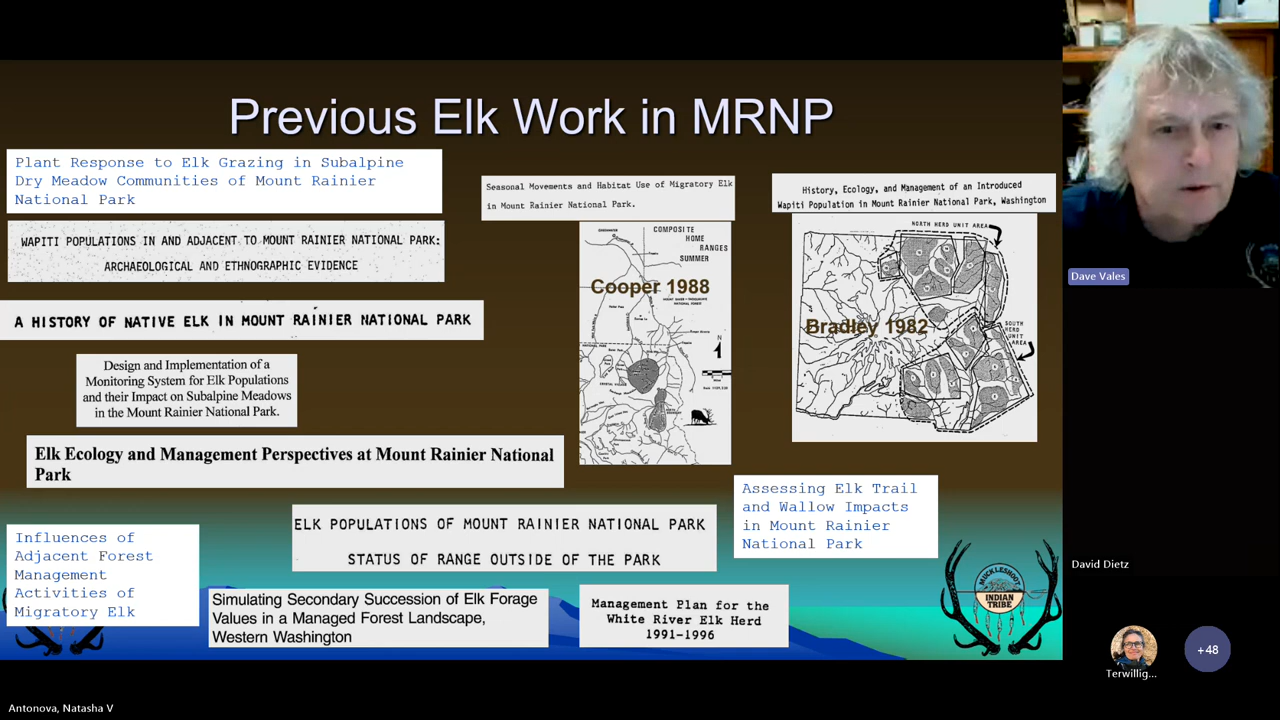 Previous Elk Work in MRNP
Plant Response to Elk Grazing in Subalpine
Dry Meadow Communities of Mount Rainier
National Park
WAPITI POPULATIONS IN AND ADJACENT TO MOUNT RAINIER NATIONAL PARK:
ARCHAEOLOGICAL AND ETHNOGRAPHIC EVIDENCE
A HISTORY OF NATIVE ELK IN MOUNT RAINIER NATIONAL PARK
Design and Implementation of a
Monitoring System for Elk Populations
and their Impact on Subalpine Meadows
in the Mount Rainier National Park.
Elk Ecology and Management Perspectives at Mount Rainier National
Park
Seasonal Movements and Habitat Use of Migratory Elk
in Mount Rainier National Park.
COMPOSITE
HOME
RANGES
SUMMER
Cooper 1988
N
History, Ecology, and Management of an Introduced
Wapiti Population in Mount Rainier National Park, Washington
NORTH HERD UNIT AREA
Bradley 1982
SOUTH
HERD
UNIT
AREA
Influences of
Adjacent Forest
Management
Activities of
Migratory Elk
ELK POPULATIONS OF MOUNT RAINIER NATIONAL PARK
STATUS OF RANGE OUTSIDE OF THE PARK
Assessing Elk Trail
and Wallow Impacts
in Mount Rainier
National Park
Simulating Secondary Succession of Elk Forage
Values in a Managed Forest Landscape,
Western Washington
Management Plan for the
White River Elk Herd
1991-1996
MUCKLESHOOT
INDIAN
TRIBE
Dave Vales
David Dietz
Terwillig...
+48
Antonova, Natasha V